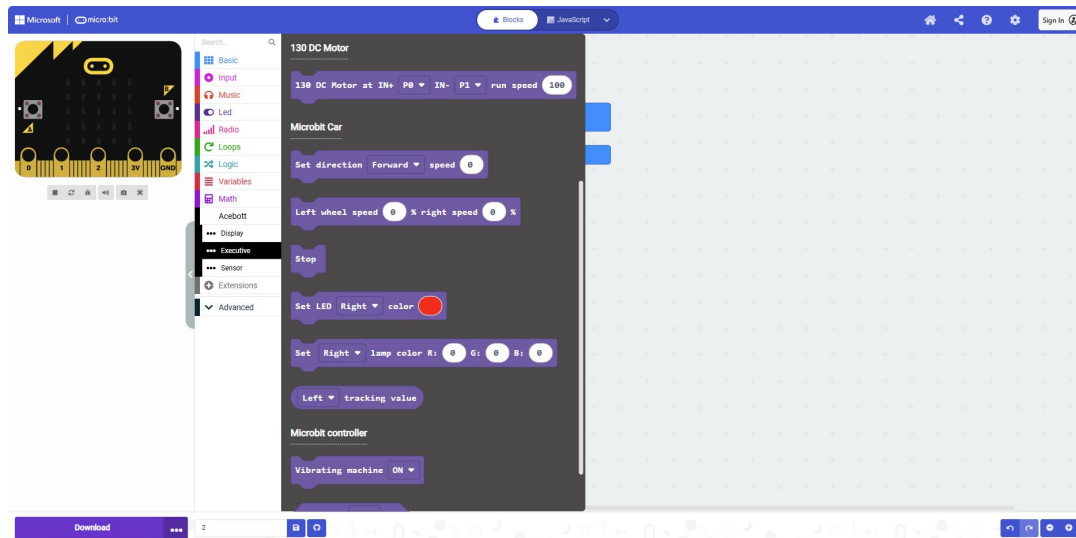 Microsoft micro:bit
Blocks JavaScript
Sign In
Search...
Basic
Input
Music
Led
Radio
Loops
Logic
Variables
Math
Acebott
Display
Executive
Sensor
Extensions
Advanced
B
A
0 1 2 3V GND
130 DC Motor
130 DC Motor at IN+ P0 IN- P1 run speed 100
Microbit Car
Set direction Forward speed 0
Left wheel speed 0 % right speed 0 %
Stop
Set LED Right color
Set Right lamp color R: 0 G: 0 B: 0
Left tracking value
Microbit controller
Vibrating machine ON
Download
2